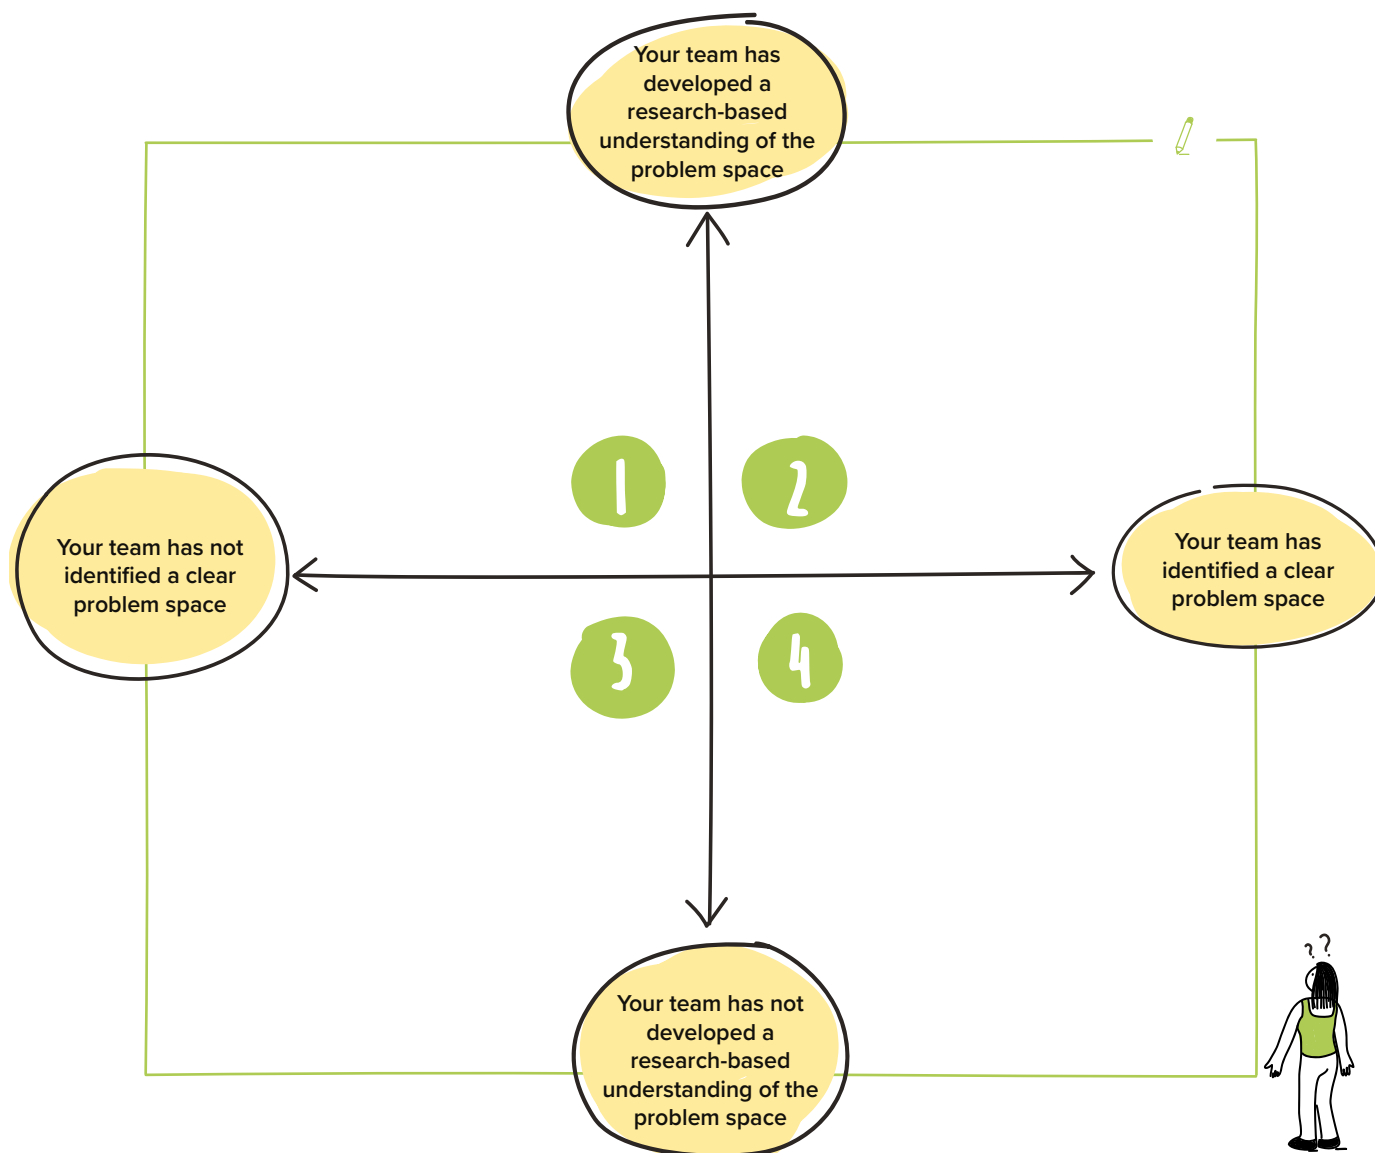 Your team has
developed a
research-based
understanding of the
problem space
1
2
Your team has not
identified a clear
problem space
Your team has
identified a clear
problem space
3
4
? ?
Your team has not
developed a
research-based
understanding of the
problem space